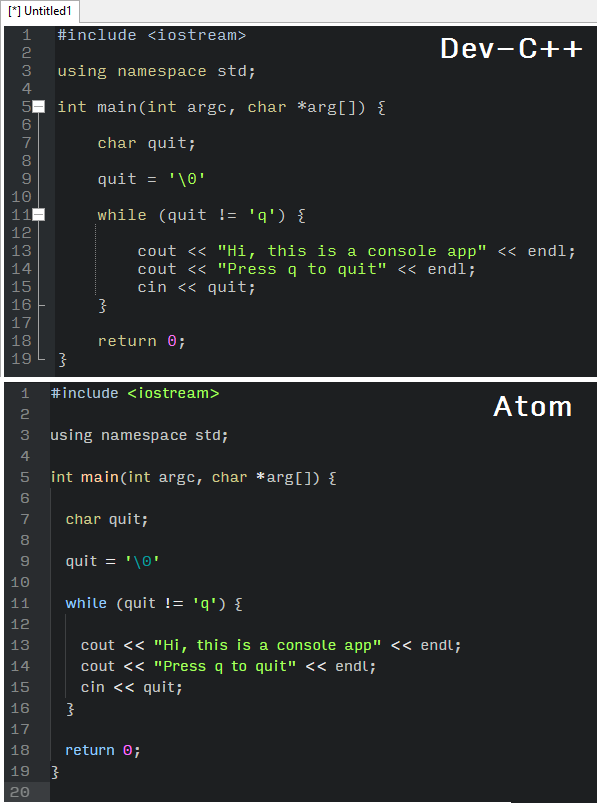 [*] Untitled1
Dev-C++
1 #include <iostream>
2
3 using namespace std;
4
5 int main(int argc, char *arg[]) {
6
7 char quit;
8
9 quit = '\0'
10
11 while (quit != 'q') {
12
13 cout << "Hi, this is a console app" << endl;
14 cout << "Press q to quit" << endl;
15 cin << quit;
16 }
17
18 return 0;
19 }
Atom
1 #include <iostream>
2
3 using namespace std;
4
5 int main(int argc, char *arg[]) {
6
7 char quit;
8
9 quit = '\0'
10
11 while (quit != 'q') {
12
13 cout << "Hi, this is a console app" << endl;
14 cout << "Press q to quit" << endl;
15 cin << quit;
16 }
17
18 return 0;
19 }
20